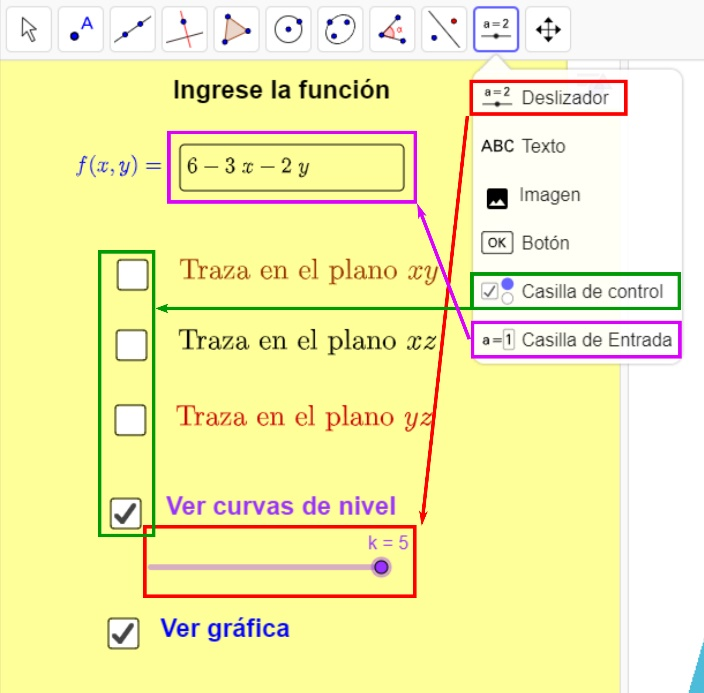 A
α
a=2
Ingrese la función
a=2 Deslizador
f(x, y) = 6 − 3 x − 2 y
ABC Texto
Imagen
OK Botón
Traza en el plano xy
Casilla de control
Traza en el plano xz
a=1 Casilla de Entrada
Traza en el plano yz
Ver curvas de nivel
k = 5
Ver gráfica